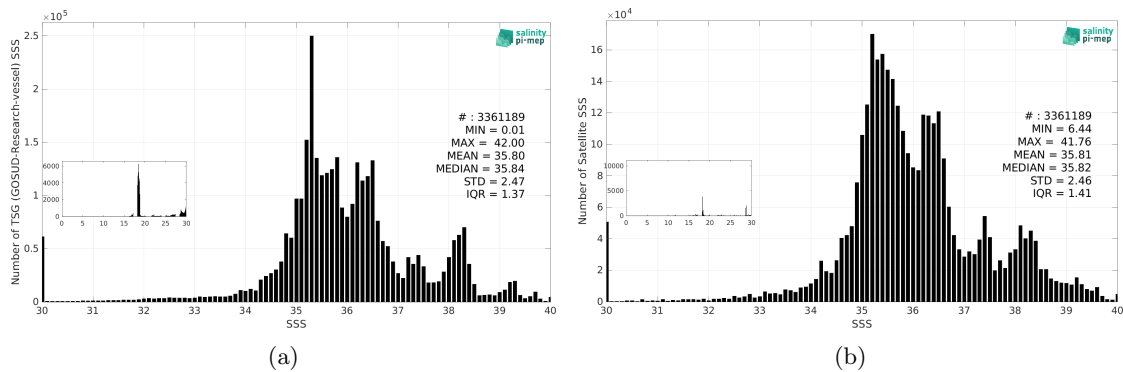 ×10⁵
2.5
2
1.5
1
0.5
0
Number of TSG (GOSUD-Research-vessel) SSS
salinity
pi-mep
# : 3361189
MIN = 0.01
MAX = 42.00
MEAN = 35.80
MEDIAN = 35.84
STD = 2.47
IQR = 1.37
6000
4000
2000
0
0 5 10 15 20 25 30
30 31 32 33 34 35 36 37 38 39 40
SSS
(a)
×10⁴
16
14
12
10
8
6
4
2
0
Number of Satellite SSS
salinity
pi-mep
# : 3361189
MIN = 6.44
MAX = 41.76
MEAN = 35.81
MEDIAN = 35.82
STD = 2.46
IQR = 1.41
10000
5000
0
0 5 10 15 20 25 30
30 31 32 33 34 35 36 37 38 39 40
SSS
(b)